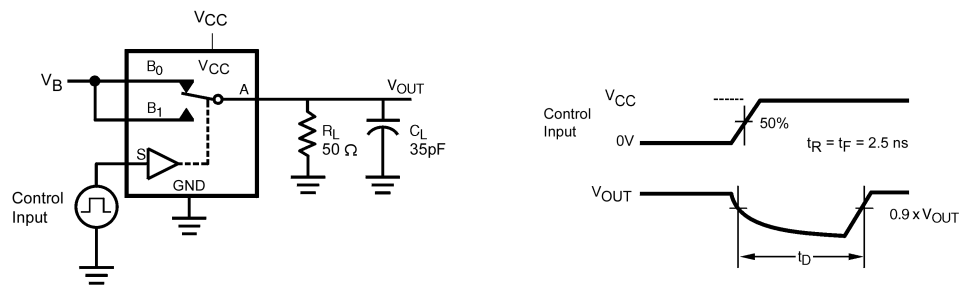 VCC
VCC
VB
B0
B1
A
VOUT
S
GND
RL
50 Ω
CL
35pF
Control
Input
Control
Input
VCC
0V
50%
tR = tF = 2.5 ns
VOUT
0.9 x VOUT
tD